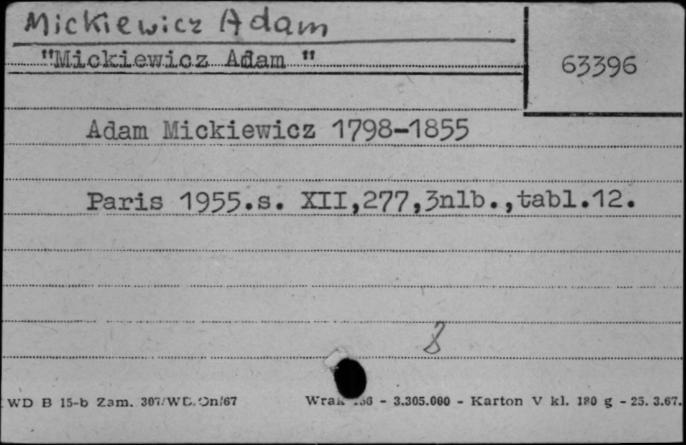 Mickiewicz Adam
"Mickiewicz Adam "
63396
Adam Mickiewicz 1798-1855
Paris 1955.s. XII,277,3nlb.,tabl.12.
8
WD B 15-b Zam. 307/WD.On/67 - 3.305.000 - Karton V kl. 180 g - 25. 3.67.